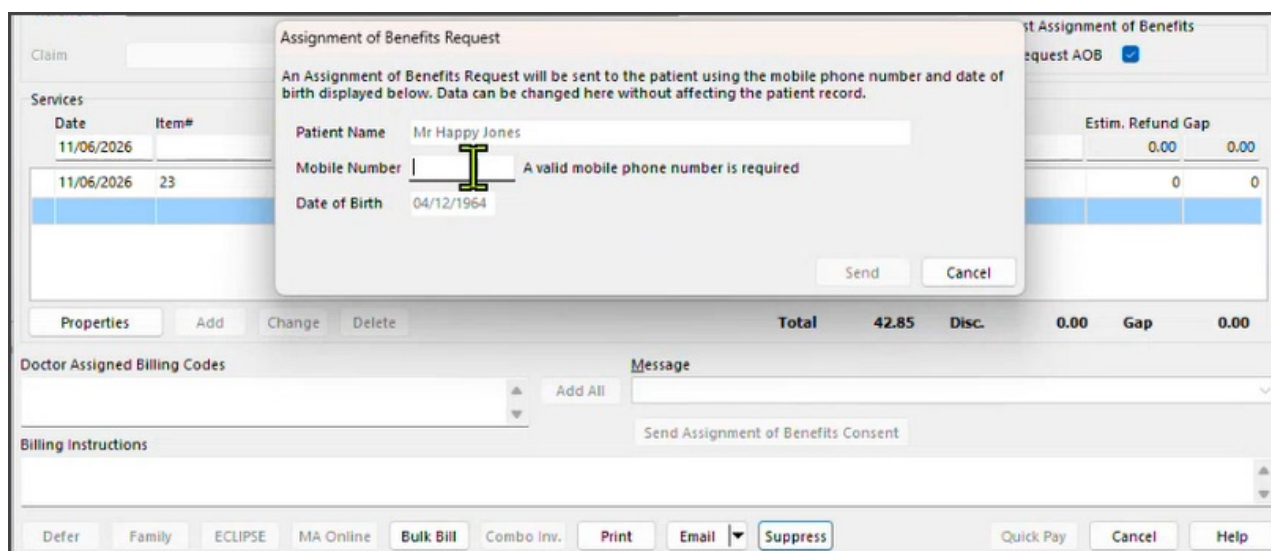 Assignment of Benefits Request
st Assignment of Benefits
Claim
equest AOB
An Assignment of Benefits Request will be sent to the patient using the mobile phone number and date of
birth displayed below. Data can be changed here without affecting the patient record.
Services
Date Item# Estim. Refund Gap
Patient Name Mr Happy Jones
11/06/2026 0.00 0.00
Mobile Number A valid mobile phone number is required
11/06/2026 23 0 0
Date of Birth 04/12/1964
Send Cancel
Properties Add Change Delete Total 42.85 Disc. 0.00 Gap 0.00
Doctor Assigned Billing Codes Message
Add All
Send Assignment of Benefits Consent
Billing Instructions
Defer Family ECLIPSE MA Online Bulk Bill Combo Inv. Print Email Suppress Quick Pay Cancel Help